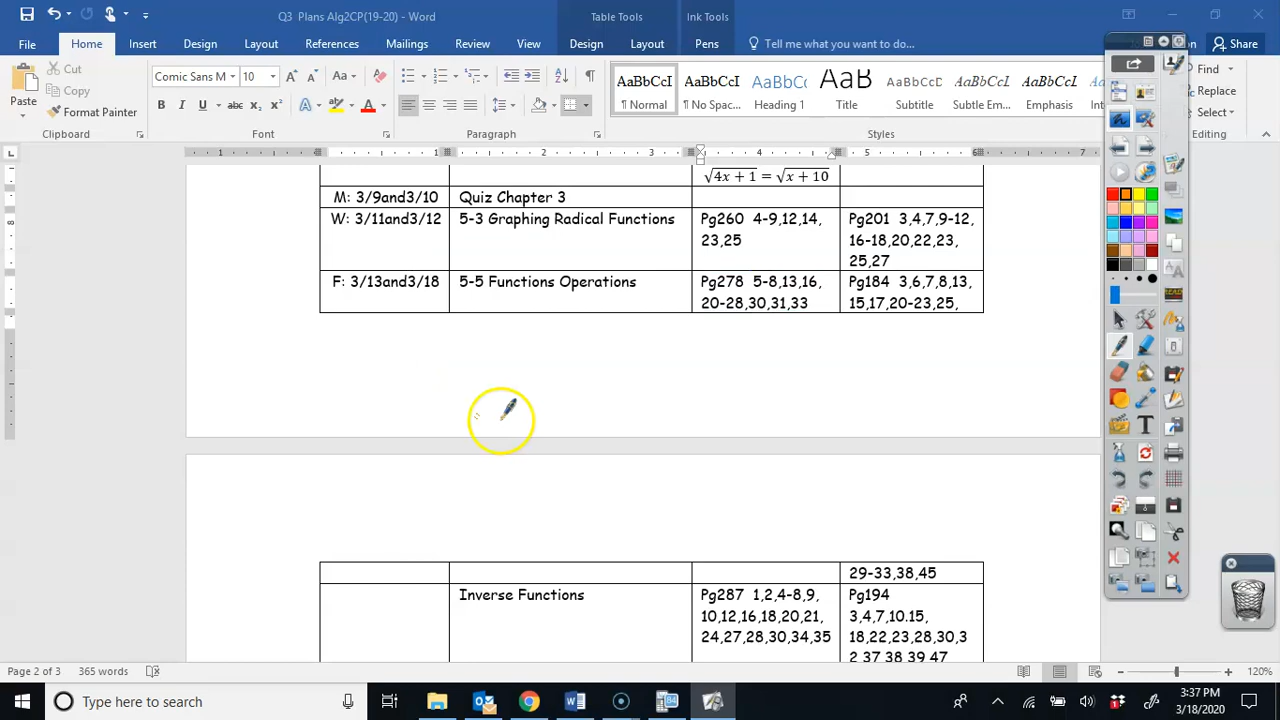 Q3 Plans Alg2CP(19-20) - Word
Table Tools
Ink Tools
File
Home
Insert
Design
Layout
References
Mailings
Review
View
Design
Layout
Pens
Tell me what you want to do...
Share
Paste
Cut
Copy
Format Painter
Clipboard
Comic Sans M
10
Font
Paragraph
AaBbCcI
¶ Normal
AaBbCcI
¶ No Spac...
AaBbCc
Heading 1
AaB
Title
AaBbCcD
Subtitle
AaBbCcD
Subtle Em...
AaBbCcD
Emphasis
Styles
Find
Replace
Select
Editing
√4x + 1 = √x + 10
M: 3/9and3/10
Quiz Chapter 3
W: 3/11and3/12
5-3 Graphing Radical Functions
Pg260 4-9,12,14,
23,25
Pg201 3,4,7,9-12,
16-18,20,22,23,
25,27
F: 3/13and3/18
5-5 Functions Operations
Pg278 5-8,13,16,
20-28,30,31,33
Pg184 3,6,7,8,13,
15,17,20-23,25,
29-33,38,45
Inverse Functions
Pg287 1,2,4-8,9,
10,12,16,18,20,21,
24,27,28,30,34,35
Pg194
3,4,7,10.15,
18,22,23,28,30,3
2,37,38,39,47
Page 2 of 3
365 words
120%
Type here to search
3:37 PM
3/18/2020